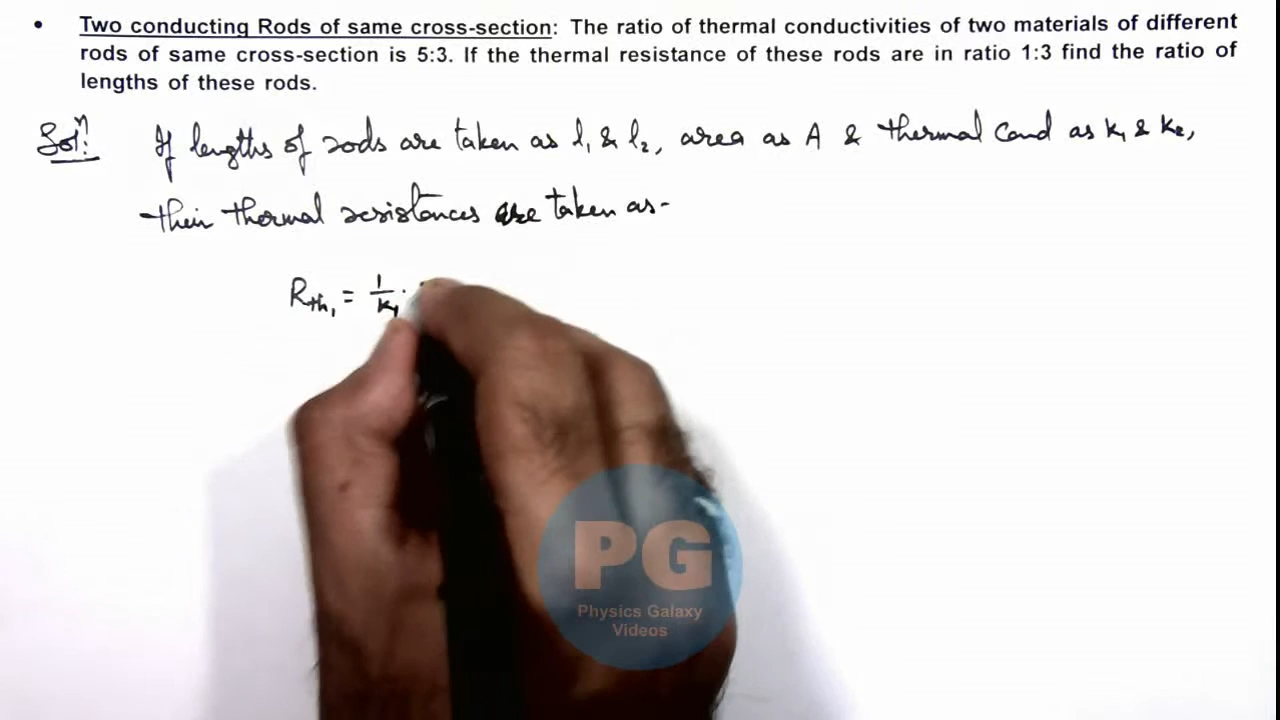 • Two conducting Rods of same cross-section: The ratio of thermal conductivities of two materials of different
rods of same cross-section is 5:3. If the thermal resistance of these rods are in ratio 1:3 find the ratio of
lengths of these rods.
Solⁿ: If lengths of rods are taken as l₁ & l₂, area as A & thermal cond as k₁ & k₂,
their thermal resistances are taken as-
Rth₁ = 1/k₁ ·
PG
Physics Galaxy
Videos